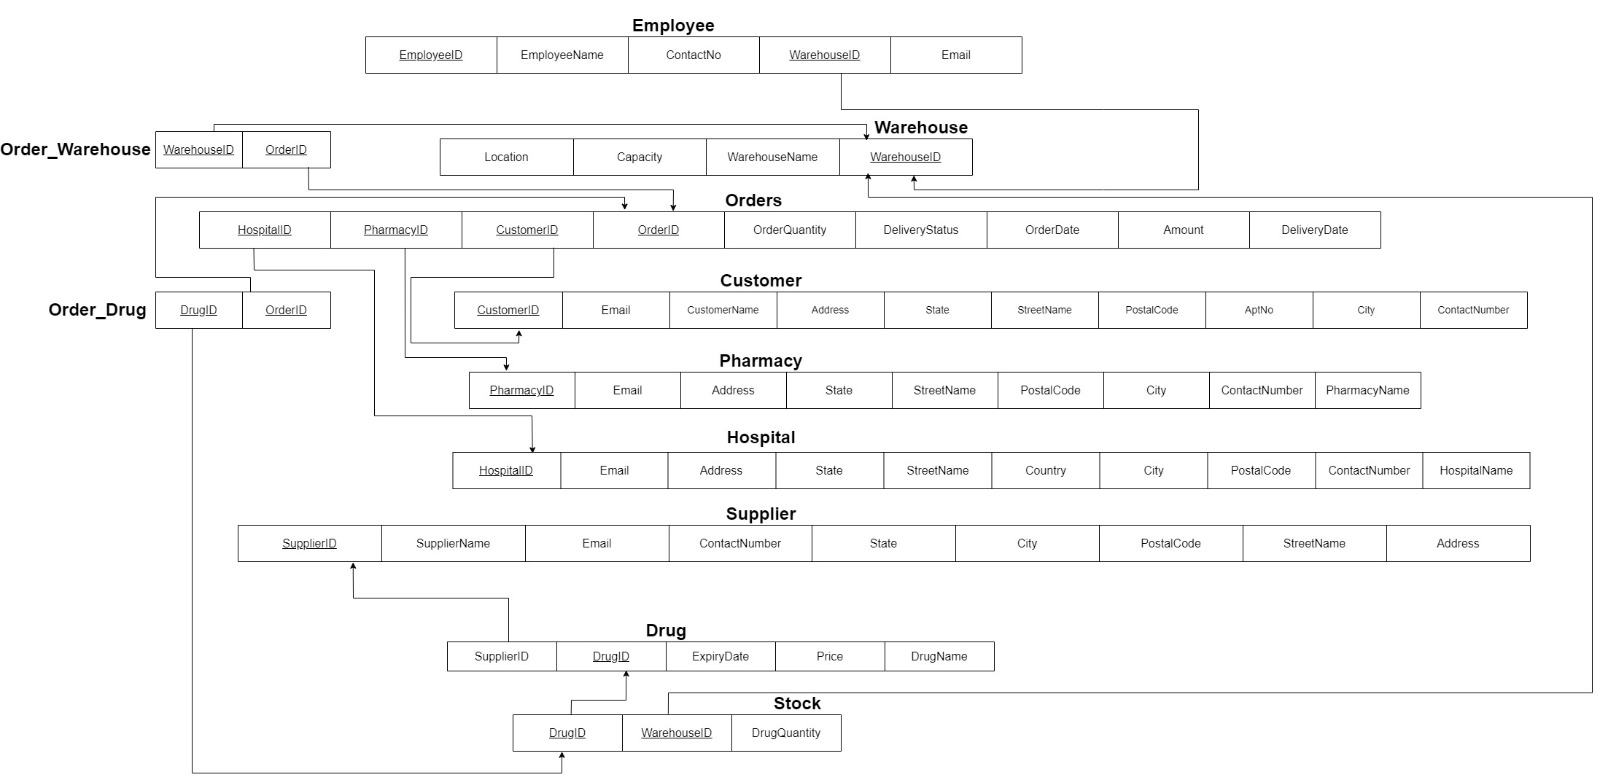 Employee
EmployeeID EmployeeName ContactNo WarehouseID Email
Order_Warehouse WarehouseID OrderID
Warehouse
Location Capacity WarehouseName WarehouseID
Orders
HospitalID PharmacyID CustomerID OrderID OrderQuantity DeliveryStatus OrderDate Amount DeliveryDate
Customer
Order_Drug DrugID OrderID
CustomerID Email CustomerName Address State StreetName PostalCode AptNo City ContactNumber
Pharmacy
PharmacyID Email Address State StreetName PostalCode City ContactNumber PharmacyName
Hospital
HospitalID Email Address State StreetName Country City PostalCode ContactNumber HospitalName
Supplier
SupplierID SupplierName Email ContactNumber State City PostalCode StreetName Address
Drug
SupplierID DrugID ExpiryDate Price DrugName
Stock
DrugID WarehouseID DrugQuantity